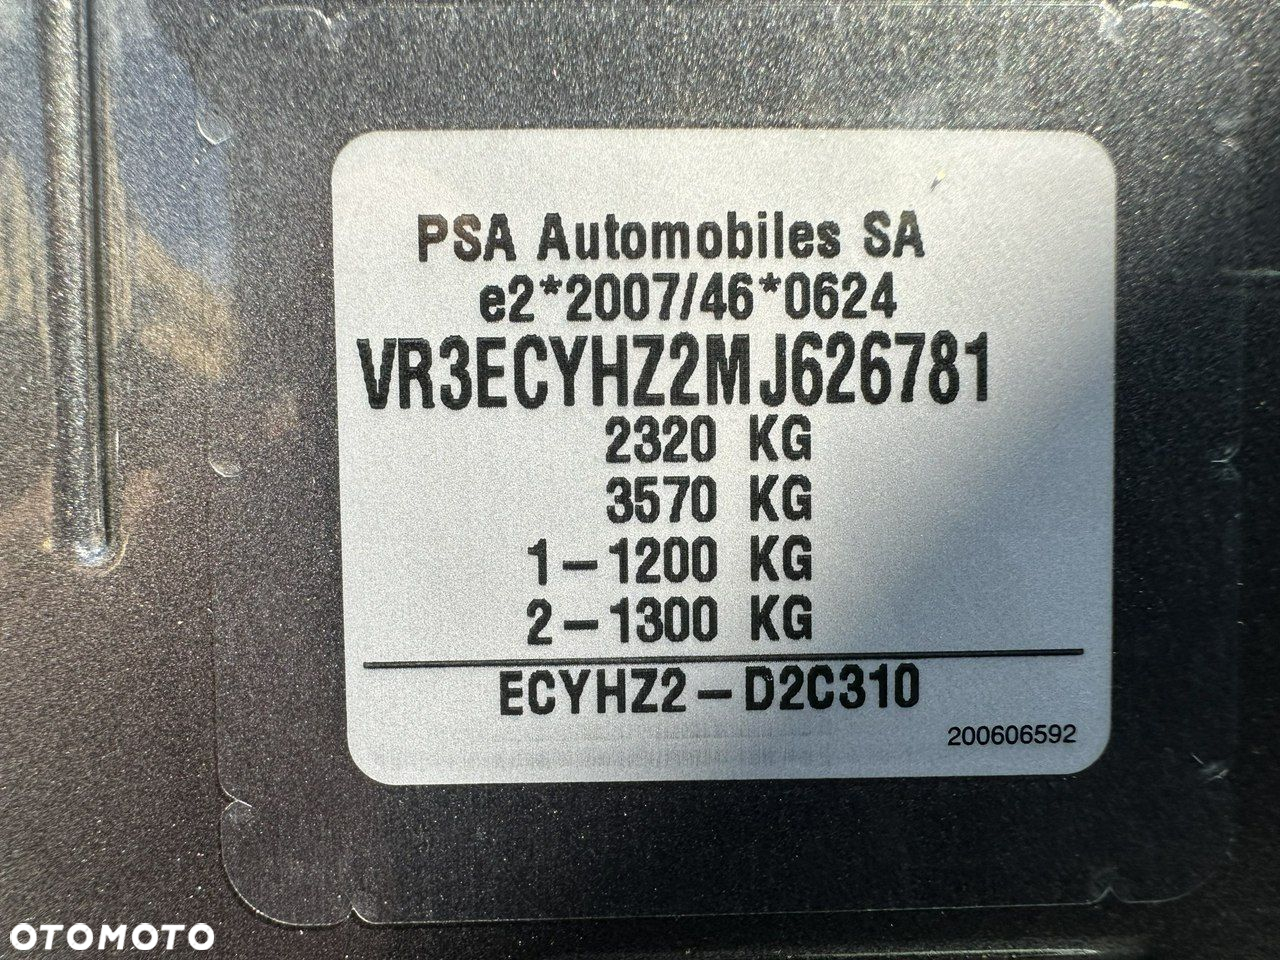 PSA Automobiles SA
e2*2007/46*0624
VR3ECYHZ2MJ626781
2320 KG
3570 KG
1-1200 KG
2-1300 KG
ECYHZ2-D2C310
200606592
OTOMOTO